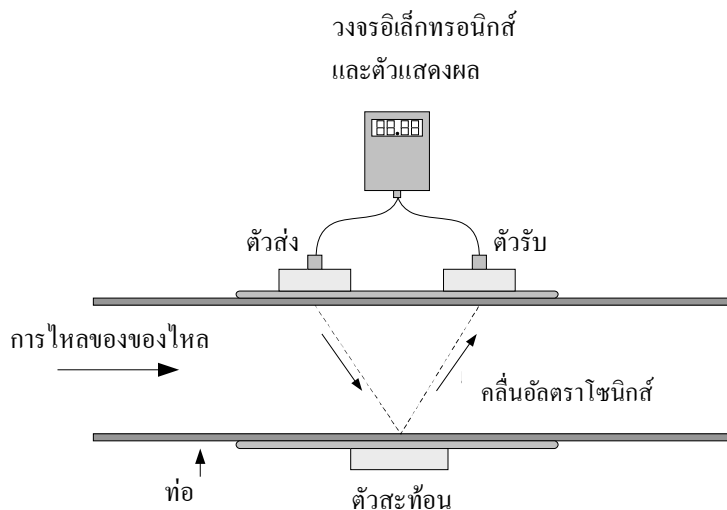 วงจรอิเล็กทรอนิกส์
และตัวแสดงผล
88.88
ตัวส่ง
ตัวรับ
การไหลของของไหล
คลื่นอัลตราโซนิกส์
ท่อ
ตัวสะท้อน